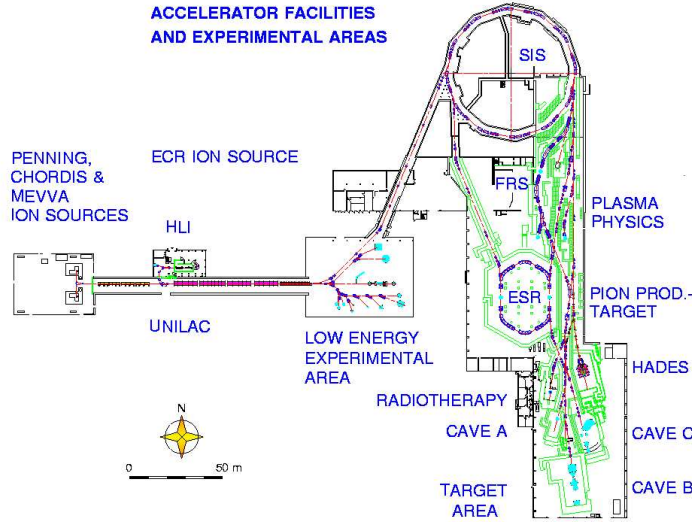 ACCELERATOR FACILITIES
AND EXPERIMENTAL AREAS
SIS
PENNING,
CHORDIS &
MEVVA
ION SOURCES
ECR ION SOURCE
HLI
FRS
PLASMA
PHYSICS
UNILAC
LOW ENERGY
EXPERIMENTAL
AREA
ESR
PION PROD.-
TARGET
RADIOTHERAPY
HADES
CAVE A
CAVE C
N
0 50 m
TARGET
AREA
CAVE B